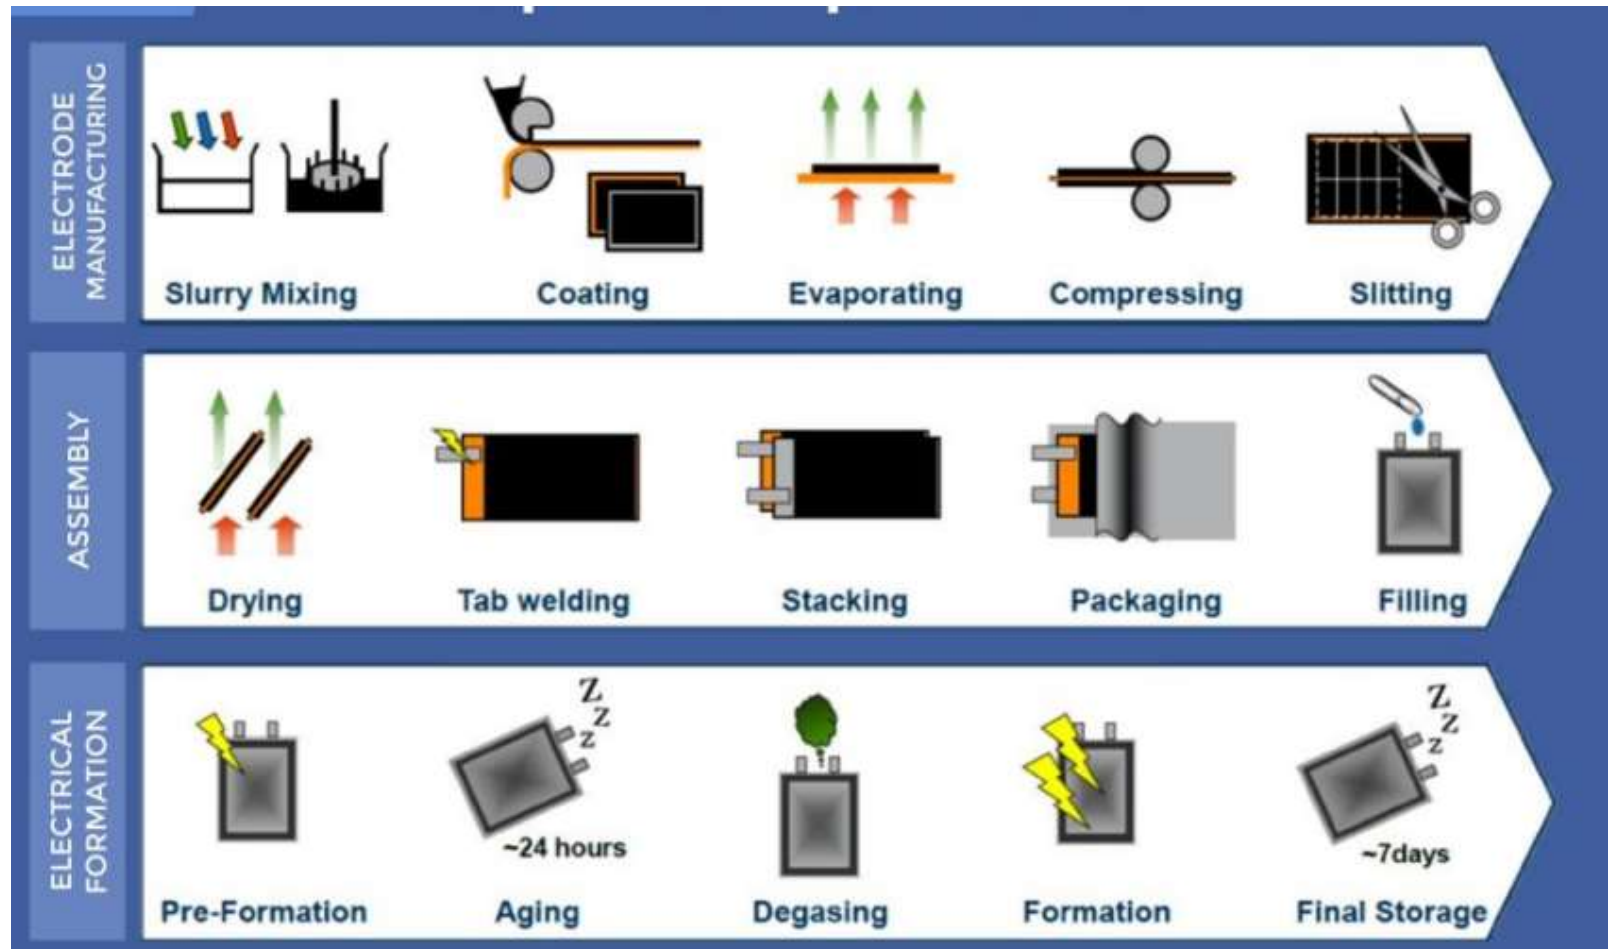 ELECTRODE
MANUFACTURING
Slurry Mixing
Coating
Evaporating
Compressing
Slitting
ASSEMBLY
Drying
Tab welding
Stacking
Packaging
Filling
ELECTRICAL
FORMATION
Z
z
z
~24 hours
Z
z
z
~7days
Pre-Formation
Aging
Degasing
Formation
Final Storage